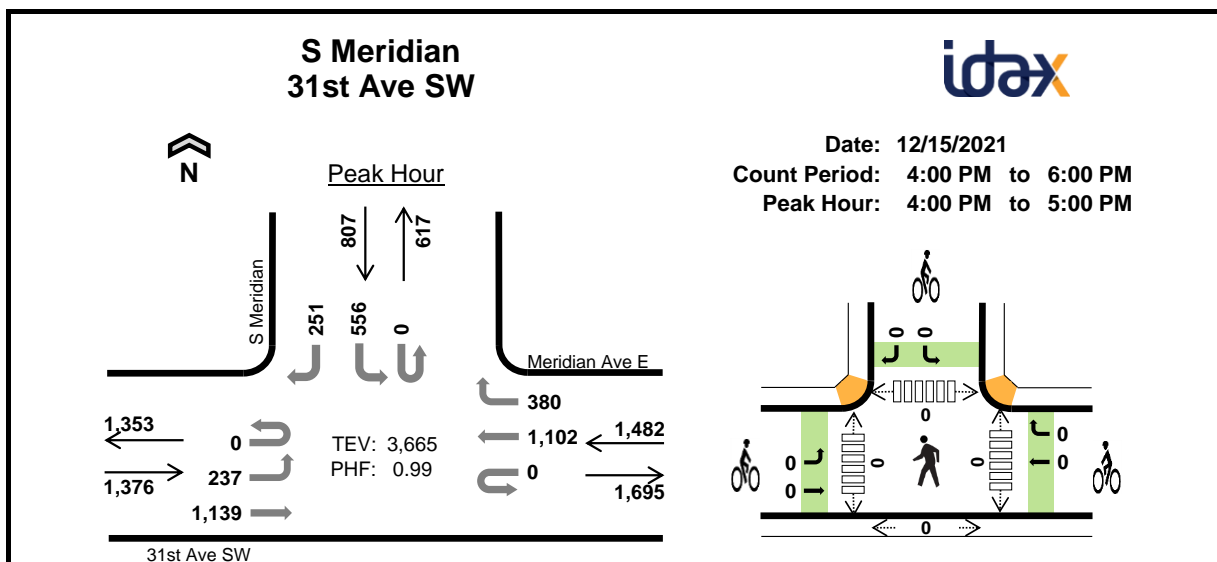 S Meridian
31st Ave SW
idax
N
Peak Hour
Date: 12/15/2021
Count Period: 4:00 PM to 6:00 PM
Peak Hour: 4:00 PM to 5:00 PM
807
617
S Meridian
251
556
0
Meridian Ave E
380
1,353
0
TEV: 3,665
1,102
1,482
PHF: 0.99
1,376
237
0
1,695
1,139
31st Ave SW
0
0
0
0
0
0
0
0
0
0